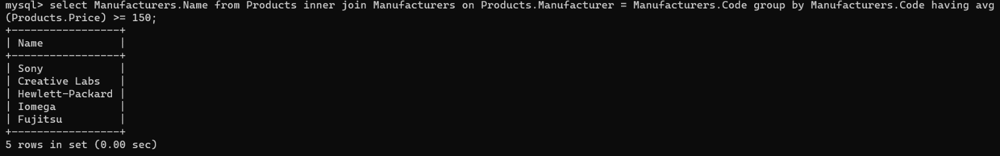 mysql> select Manufacturers.Name from Products inner join Manufacturers on Products.Manufacturer = Manufacturers.Code group by Manufacturers.Code having avg
(Products.Price) >= 150;
+-----------------+
| Name            |
+-----------------+
| Sony            |
| Creative Labs   |
| Hewlett-Packard |
| Iomega          |
| Fujitsu         |
+-----------------+
5 rows in set (0.00 sec)